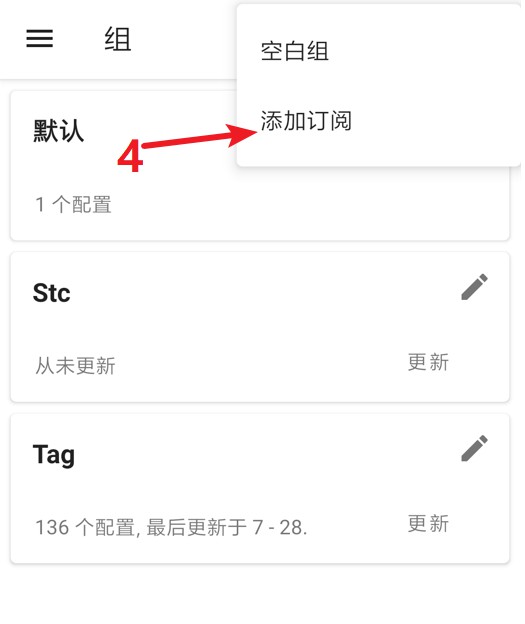 组
空白组
添加订阅
默认
4
1 个配置
Stc
从未更新
更新
Tag
136 个配置, 最后更新于 7 - 28.
更新